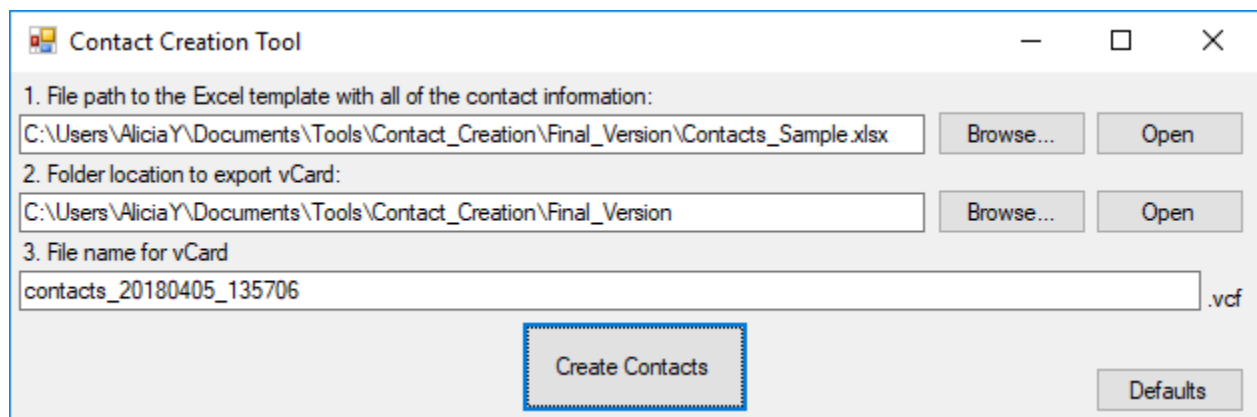 Contact Creation Tool
1. File path to the Excel template with all of the contact information:
C:\Users\AliciaY\Documents\Tools\Contact_Creation\Final_Version\Contacts_Sample.xlsx Browse... Open
2. Folder location to export vCard:
C:\Users\AliciaY\Documents\Tools\Contact_Creation\Final_Version Browse... Open
3. File name for vCard
contacts_20180405_135706 .vcf
Create Contacts
Defaults